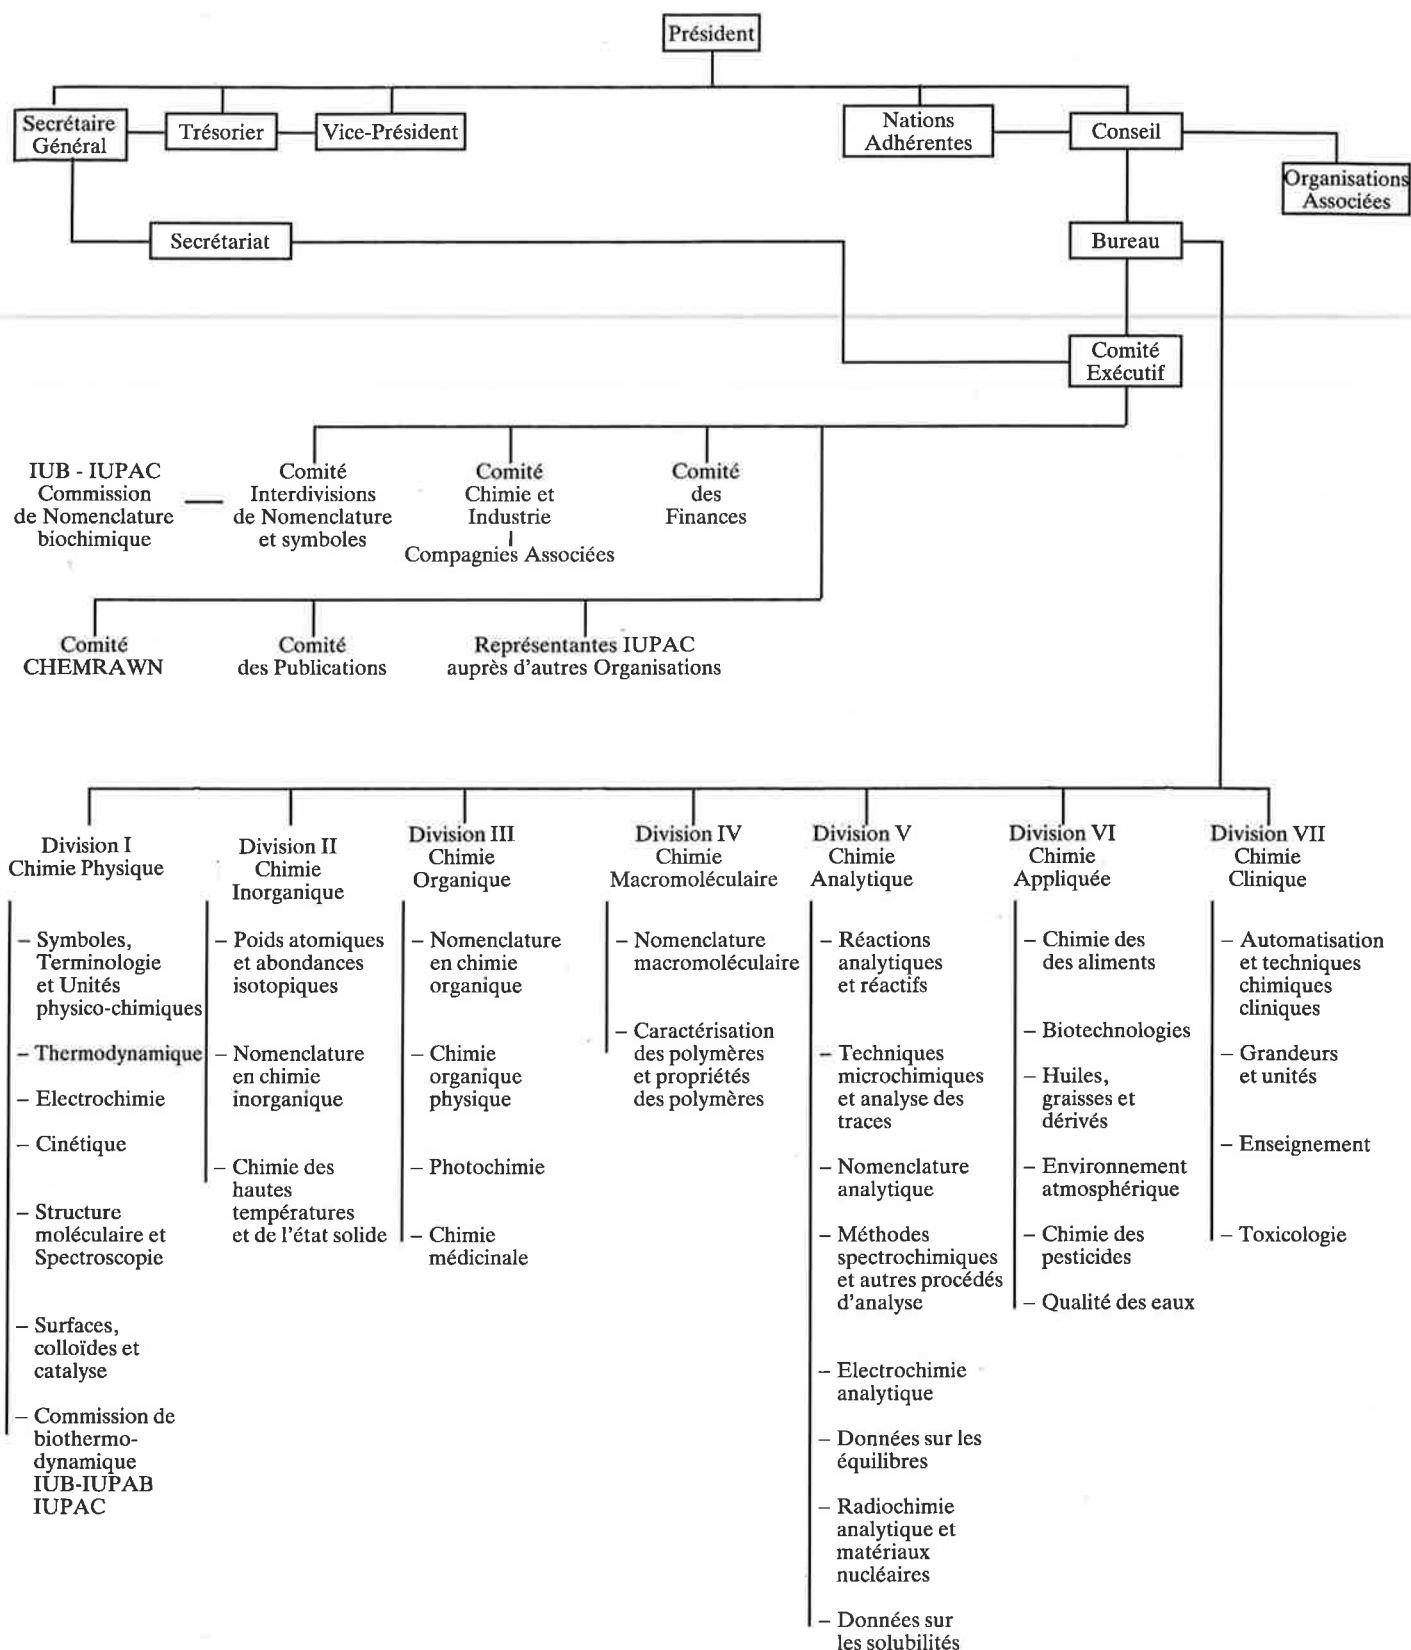 Président
Secrétaire
Général
Trésorier
Vice-Président
Nations
Adhérentes
Conseil
Organisations
Associées
Secrétariat
Bureau
Comité
Exécutif
IUB - IUPAC
Commission
de Nomenclature
biochimique
Comité
Interdivisions
de Nomenclature
et symboles
Comité
Chimie et
Industrie
Compagnies Associées
Comité
des
Finances
Comité
CHEMRAWN
Comité
des Publications
Représentantes IUPAC
auprès d'autres Organisations
Division I
Chimie Physique
– Symboles,
Terminologie
et Unités
physico-chimiques
– Thermodynamique
– Electrochimie
– Cinétique
– Structure
moléculaire et
Spectroscopie
– Surfaces,
colloïdes et
catalyse
– Commission de
biothermo-
dynamique
IUB-IUPAB
IUPAC
Division II
Chimie
Inorganique
– Poids atomiques
et abondances
isotopiques
– Nomenclature
en chimie
inorganique
– Chimie des
hautes
températures
et de l'état solide
Division III
Chimie
Organique
– Nomenclature
en chimie
organique
– Chimie
organique
physique
– Photochimie
– Chimie
médicinale
Division IV
Chimie
Macromoléculaire
– Nomenclature
macromoléculaire
– Caractérisation
des polymères
et propriétés
des polymères
Division V
Chimie
Analytique
– Réactions
analytiques
et réactifs
– Techniques
microchimiques
et analyse des
traces
– Nomenclature
analytique
– Méthodes
spectrochimiques
et autres procédés
d'analyse
– Electrochimie
analytique
– Données sur les
équilibres
– Radiochimie
analytique et
matériaux
nucléaires
– Données sur
les solubilités
Division VI
Chimie
Appliquée
– Chimie des
des aliments
– Biotechnologies
– Huiles,
graisses et
dérivés
– Environnement
atmosphérique
– Chimie des
pesticides
– Qualité des eaux
Division VII
Chimie
Clinique
– Automatisation
et techniques
chimiques
cliniques
– Grandeurs
et unités
– Enseignement
– Toxicologie